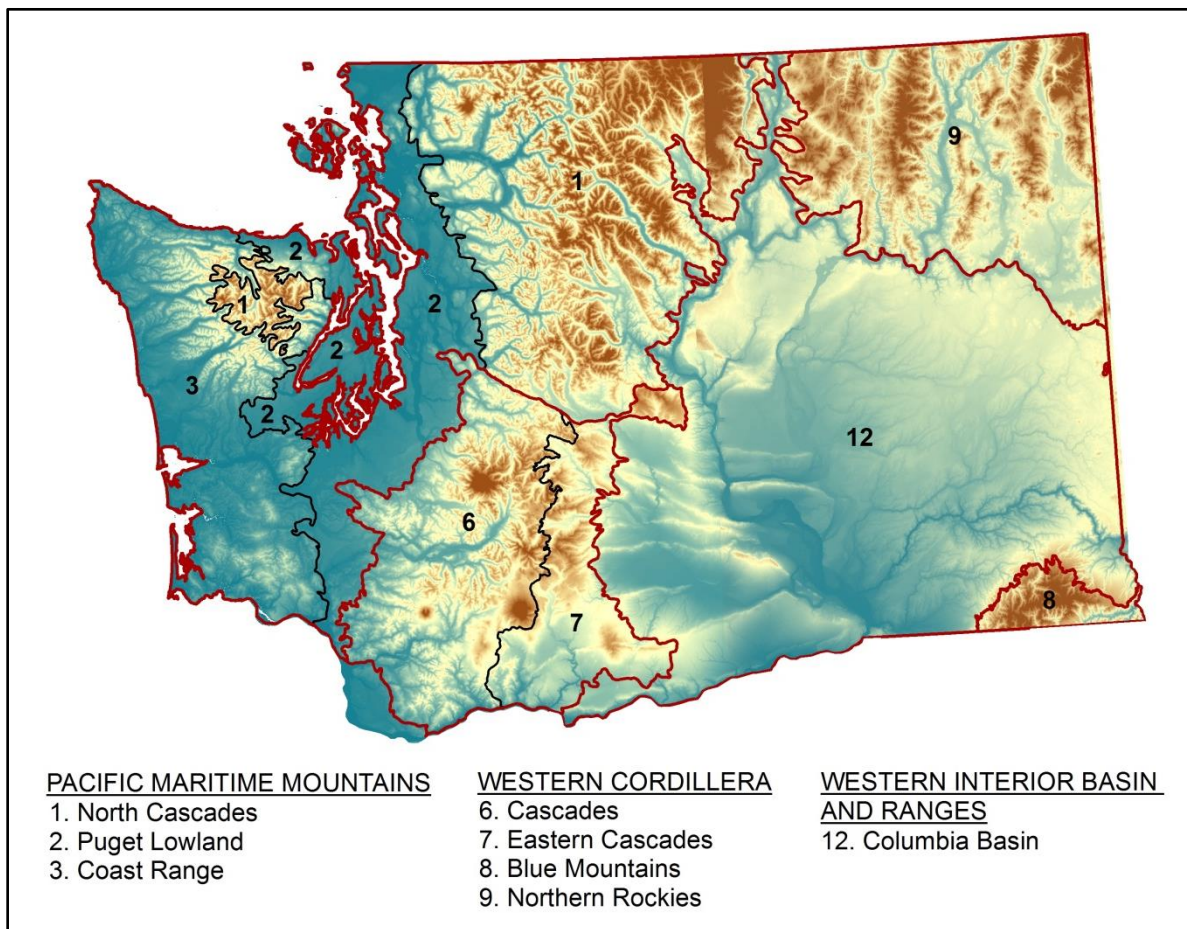 9
1
2
1
2
2
3
2
12
6
7
8
PACIFIC MARITIME MOUNTAINS
1. North Cascades
2. Puget Lowland
3. Coast Range
WESTERN CORDILLERA
6. Cascades
7. Eastern Cascades
8. Blue Mountains
9. Northern Rockies
WESTERN INTERIOR BASIN
AND RANGES
12. Columbia Basin